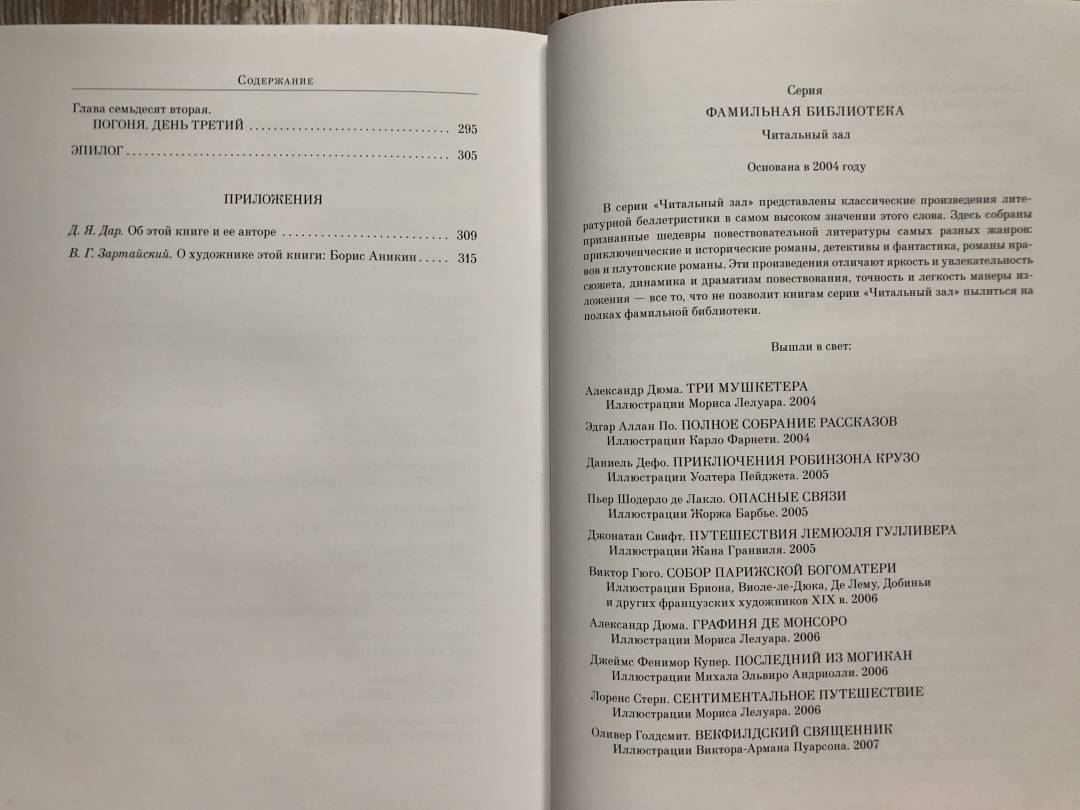 Содержание
Глава семьдесят вторая.
ПОГОНЯ. ДЕНЬ ТРЕТИЙ ................................ 295
ЭПИЛОГ .................................................. 305
ПРИЛОЖЕНИЯ
Д. Я. Дар. Об этой книге и ее авторе .......................... 309
В. Г. Зартайский. О художнике этой книги: Борис Аникин ..... 315
Серия
ФАМИЛЬНАЯ БИБЛИОТЕКА
Читальный зал
Основана в 2004 году
В серии «Читальный зал» представлены классические произведения лите-
ратурной беллетристики в самом высоком значении этого слова. Здесь собраны
признанные шедевры повествовательной литературы самых разных жанров:
приключенческие и исторические романы, детективы и фантастика, романы нра-
вов и плутовские романы. Эти произведения отличают яркость и увлекательность
сюжета, динамика и драматизм повествования, точность и легкость манеры из-
ложения — все то, что не позволит книгам серии «Читальный зал» пылиться на
полках фамильной библиотеки.
Вышли в свет:
Александр Дюма. ТРИ МУШКЕТЕРА
Иллюстрации Мориса Лелуара. 2004
Эдгар Аллан По. ПОЛНОЕ СОБРАНИЕ РАССКАЗОВ
Иллюстрации Карло Фарнети. 2004
Даниель Дефо. ПРИКЛЮЧЕНИЯ РОБИНЗОНА КРУЗО
Иллюстрации Уолтера Пейджета. 2005
Пьер Шодерло де Лакло. ОПАСНЫЕ СВЯЗИ
Иллюстрации Жоржа Барбье. 2005
Джонатан Свифт. ПУТЕШЕСТВИЯ ЛЕМЮЭЛЯ ГУЛЛИВЕРА
Иллюстрации Жана Гранвиля. 2005
Виктор Гюго. СОБОР ПАРИЖСКОЙ БОГОМАТЕРИ
Иллюстрации Бриона, Виоле-ле-Дюка, Де Лему, Добиньи
и других французских художников XIX в. 2006
Александр Дюма. ГРАФИНЯ ДЕ МОНСОРО
Иллюстрации Мориса Лелуара. 2006
Джеймс Фенимор Купер. ПОСЛЕДНИЙ ИЗ МОГИКАН
Иллюстрации Михала Эльвиро Андриолли. 2006
Лоренс Стерн. СЕНТИМЕНТАЛЬНОЕ ПУТЕШЕСТВИЕ
Иллюстрации Мориса Лелуара. 2006
Оливер Голдсмит. ВЕКФИЛДСКИЙ СВЯЩЕННИК
Иллюстрации Виктора-Армана Пуарсона. 2007